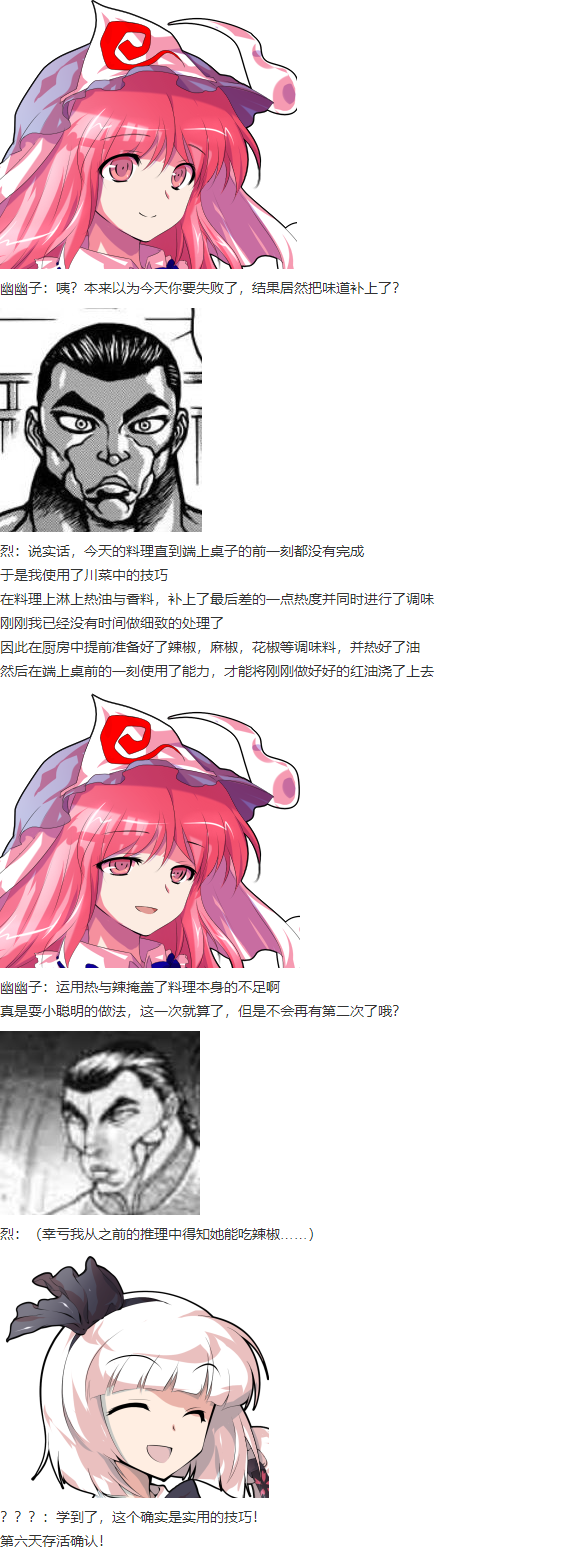 幽幽子：咦？本来以为今天你要失败了，结果居然把味道补上了？
烈：说实话，今天的料理直到端上桌子的前一刻都没有完成
于是我使用了川菜中的技巧
在料理上淋上热油与香料，补上了最后差的一点热度并同时进行了调味
刚刚我已经没有时间做细致的处理了
因此在厨房中提前准备好了辣椒，麻椒，花椒等调味料，并热好了油
然后在端上桌前的一刻使用了能力，才能将刚刚做好好的红油浇了上去
幽幽子：运用热与辣掩盖了料理本身的不足啊
真是耍小聪明的做法，这一次就算了，但是不会再有第二次了哦？
烈：（幸亏我从之前的推理中得知她能吃辣椒……）
？？？：学到了，这个确实是实用的技巧！
第六天存活确认！